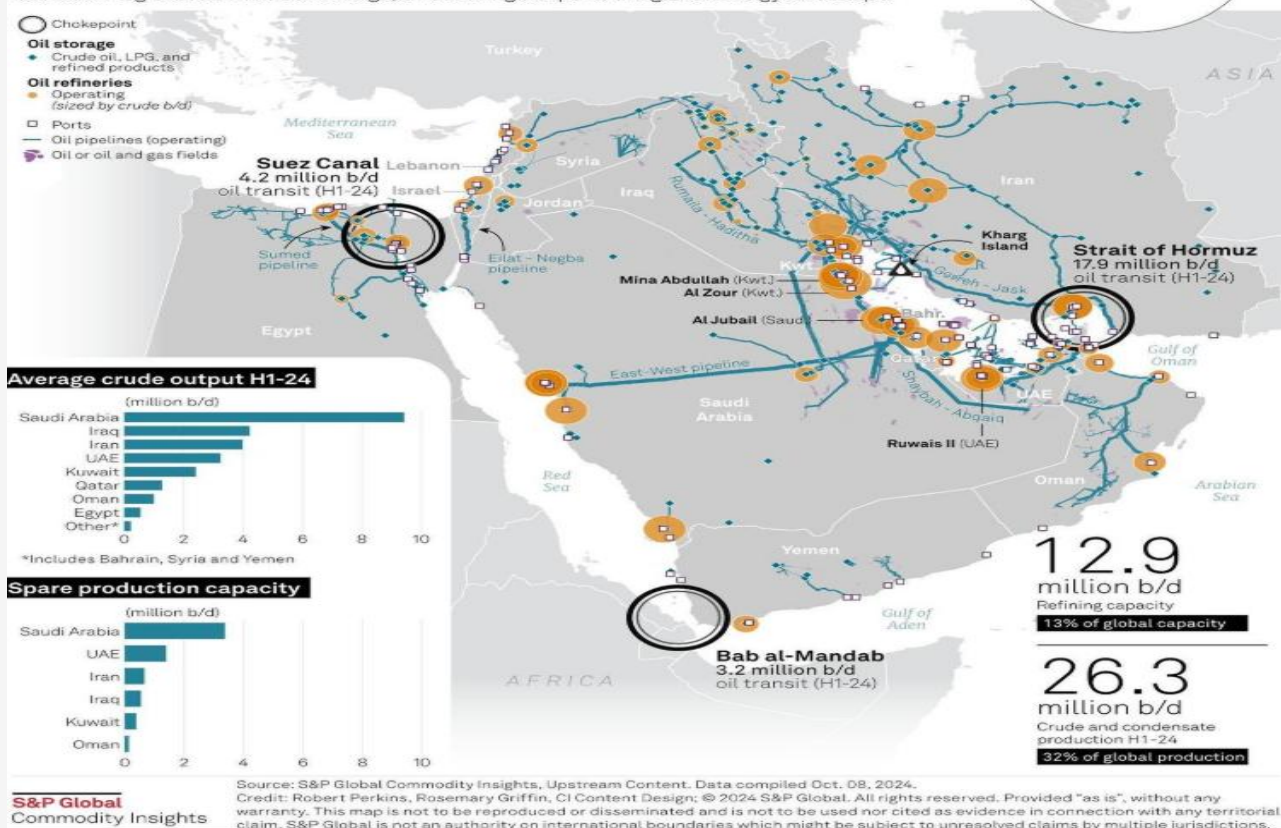 Chokepoint
Oil storage
Crude oil, LPG, and
refined products
Oil refineries
Operating
(sized by crude b/d)
Ports
Oil pipelines (operating)
Oil or oil and gas fields
Turkey
ASIA
Mediterranean
Sea
Suez Canal
4.2 million b/d
oil transit (H1-24)
Lebanon
Israel
Syria
Jordan
Iraq
Iran
Rumaila - Haditha
Sumed
pipeline
Eilat - Negba
pipeline
Kharg
Island
Goreh - Jask
Strait of Hormuz
17.9 million b/d
oil transit (H1-24)
Kwt.
Mina Abdullah (Kwt.)
Al Zour (Kwt.)
Al Jubail (Saud
Bahr.
Qatar
Egypt
Gulf of
Oman
East-West pipeline
Shaybah - Abqaiq
UAE
Saudi
Arabia
Ruwais II (UAE)
Oman
Red
Sea
Arabian
Sea
Yemen
Gulf of
Aden
Bab al-Mandab
3.2 million b/d
oil transit (H1-24)
AFRICA
Average crude output H1-24
(million b/d)
Saudi Arabia
Iraq
Iran
UAE
Kuwait
Qatar
Oman
Egypt
Other*
0 2 4 6 8 10
*Includes Bahrain, Syria and Yemen
Spare production capacity
(million b/d)
Saudi Arabia
UAE
Iran
Iraq
Kuwait
Oman
0 2 4 6 8 10
12.9
million b/d
Refining capacity
13% of global capacity
26.3
million b/d
Crude and condensate
production H1-24
32% of global production
S&P Global
Commodity Insights
Source: S&P Global Commodity Insights, Upstream Content. Data compiled Oct. 08, 2024.
Credit: Robert Perkins, Rosemary Griffin, CI Content Design; © 2024 S&P Global. All rights reserved. Provided "as is", without any
warranty. This map is not to be reproduced or disseminated and is not to be used nor cited as evidence in connection with any territorial
claim. S&P Global is not an authority on international boundaries which might be subject to unresolved claims by multiple jurisdictions.